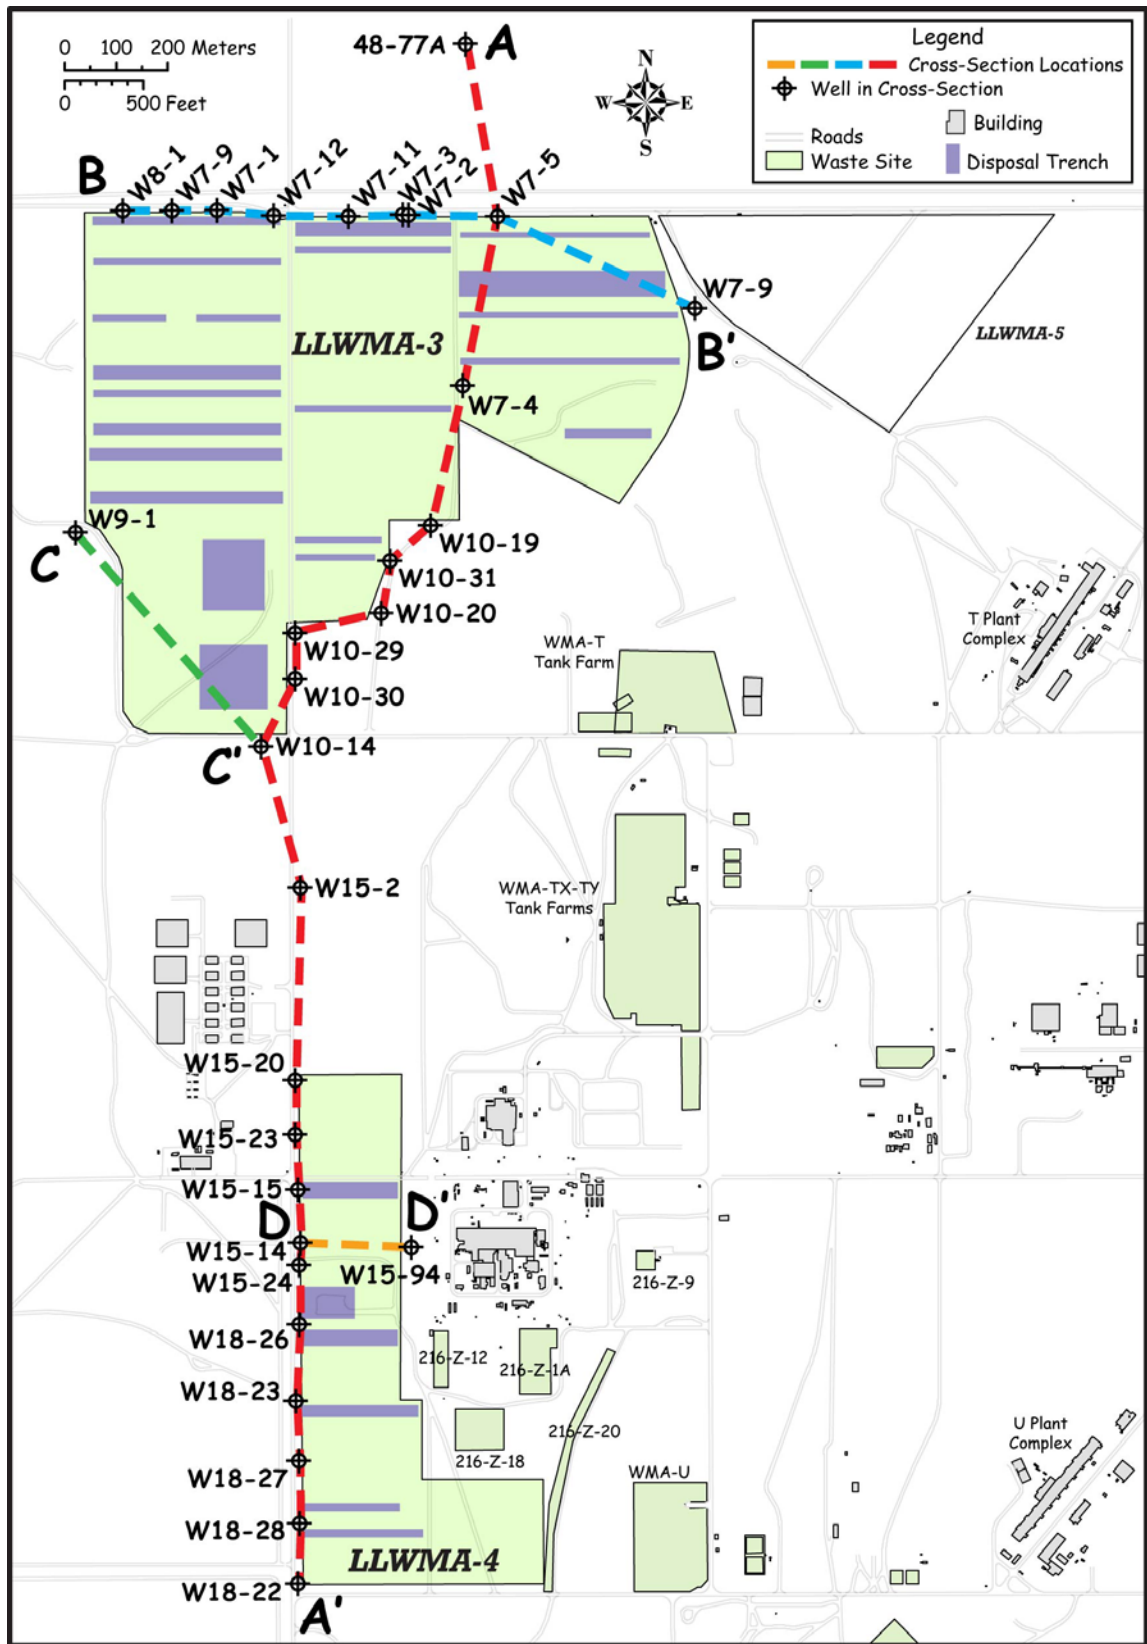 0 100 200 Meters
0 500 Feet
48-77A
A
N
W E
S
Legend
Cross-Section Locations
Well in Cross-Section
Roads
Building
Waste Site
Disposal Trench
B
W8-1
W7-9
W7-1
W7-12
W7-11
W7-3
W7-2
W7-5
W7-9
B'
LLWMA-3
LLWMA-5
W7-4
W9-1
C
W10-19
W10-31
W10-20
W10-29
W10-30
W10-14
C'
WMA-T
Tank Farm
T Plant
Complex
W15-2
WMA-TX-TY
Tank Farms
W15-20
W15-23
W15-15
D
D'
W15-14
W15-94
W15-24
216-Z-9
W18-26
216-Z-12
216-Z-1A
W18-23
216-Z-20
216-Z-18
U Plant
Complex
W18-27
WMA-U
W18-28
LLWMA-4
W18-22
A'